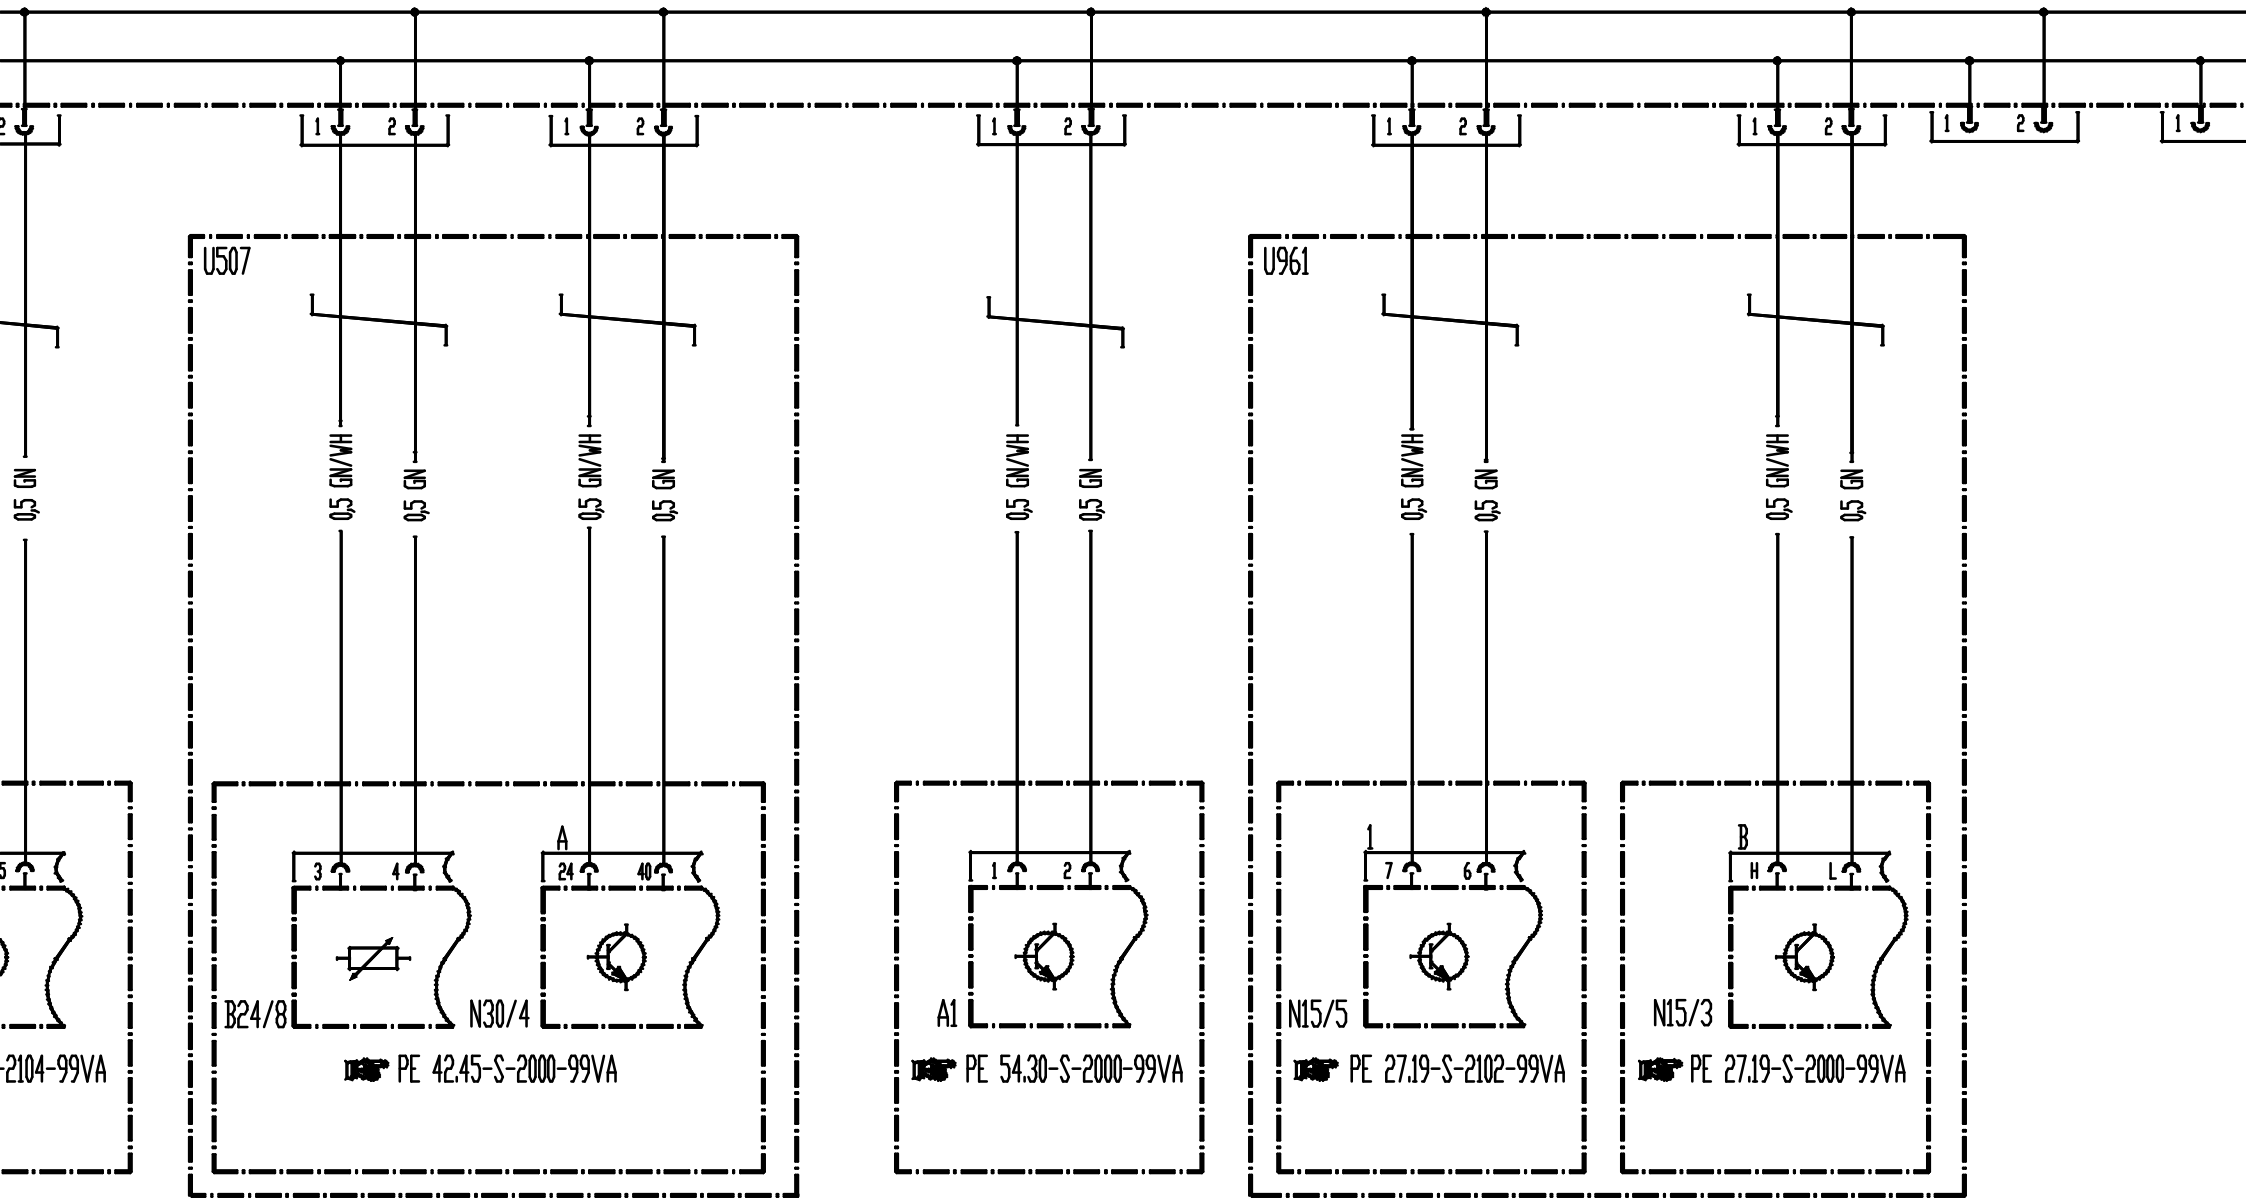 2 1 2 1 2 1 2 1 2 1 2 1 2 1
U507 U961
0,5 GN
0,5 GN/WH
0,5 GN
0,5 GN/WH
0,5 GN
0,5 GN/WH
0,5 GN
0,5 GN/WH
0,5 GN
0,5 GN/WH
0,5 GN
A 1 B
5 3 4 24 40 1 2 7 6 H L
B24/8 N30/4 A1 N15/5 N15/3
-2104-99VA PE 42.45-S-2000-99VA PE 54.30-S-2000-99VA PE 27.19-S-2102-99VA PE 27.19-S-2000-99VA